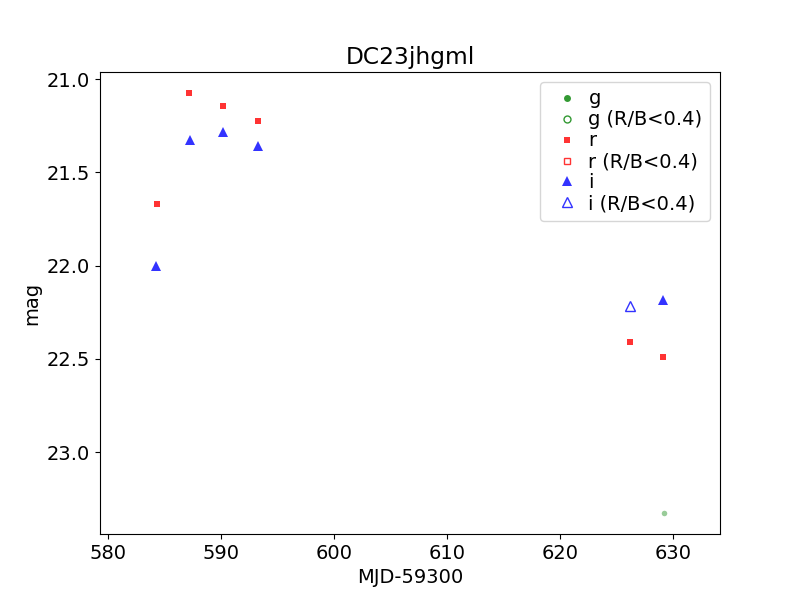 DC23jhgml
21.0
21.5
22.0
22.5
23.0
mag
g
g (R/B<0.4)
r
r (R/B<0.4)
i
i (R/B<0.4)
580 590 600 610 620 630
MJD-59300